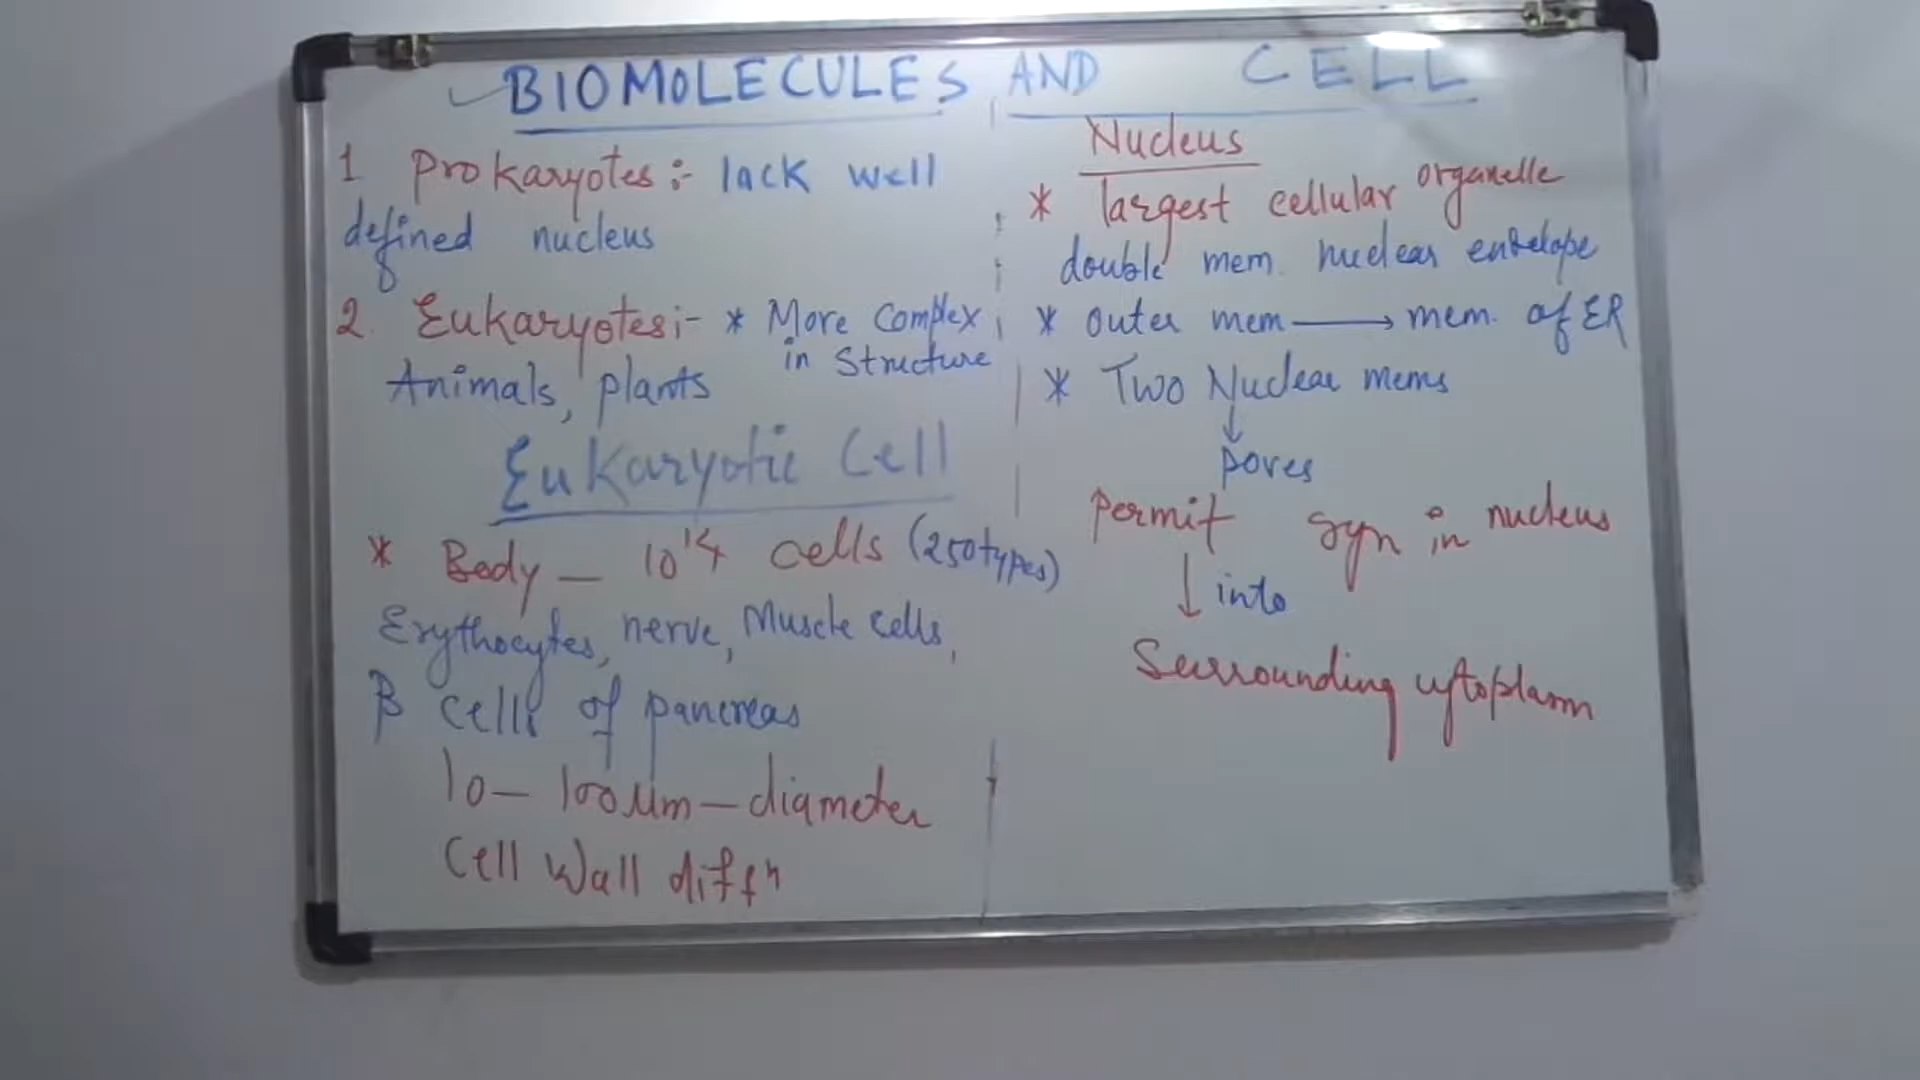 BIOMOLECULES AND CELL
1 Prokaryotes :- lack well
defined nucleus
2. Eukaryotes :- * More Complex
in Structure
Animals, plants
Eukaryotic Cell
* Body — 10¹⁴ cells (250 types)
Erythocytes, nerve, Muscle cells,
β cells of pancreas
10 — 100 μm — diameter
Cell Wall diffⁿ
Nucleus
* largest cellular organelle
double mem. nuclear envelope
* outer mem ⟶ mem. of ER
* Two Nuclear mems
↓
pores
permit syn in nucleus
↓ into
Surrounding cytoplasm